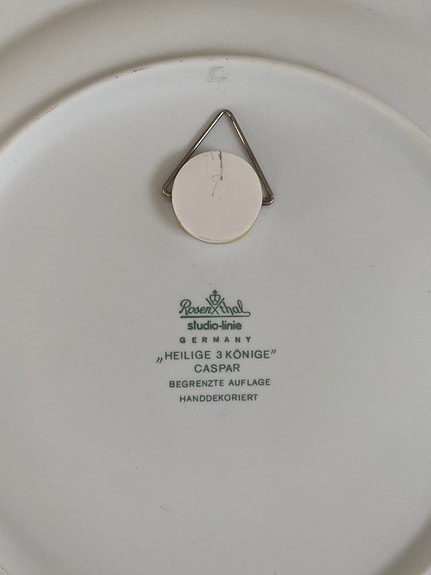 Rosenthal
studio-linie
GERMANY
„HEILIGE 3 KÖNIGE”
CASPAR
BEGRENZTE AUFLAGE
HANDDEKORIERT